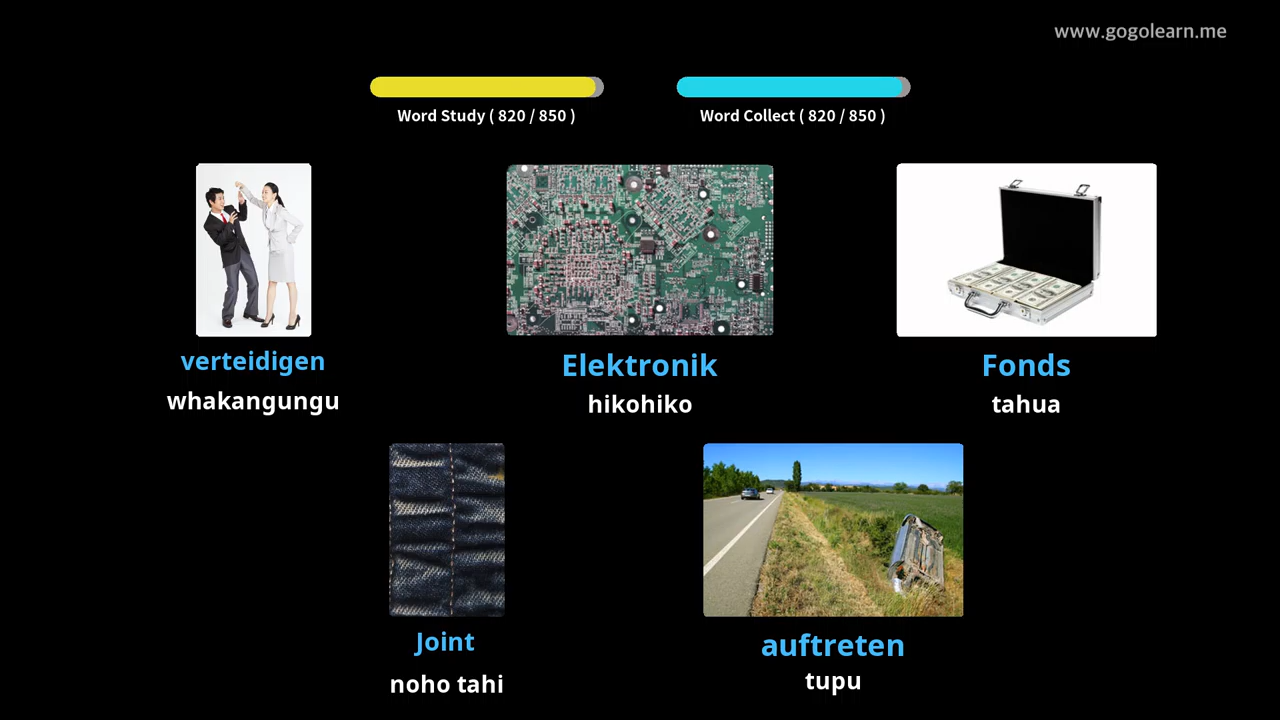 www.gogolearn.me
Word Study ( 820 / 850 )
Word Collect ( 820 / 850 )
verteidigen
whakangungu
Elektronik
hikohiko
Fonds
tahua
Joint
noho tahi
auftreten
tupu